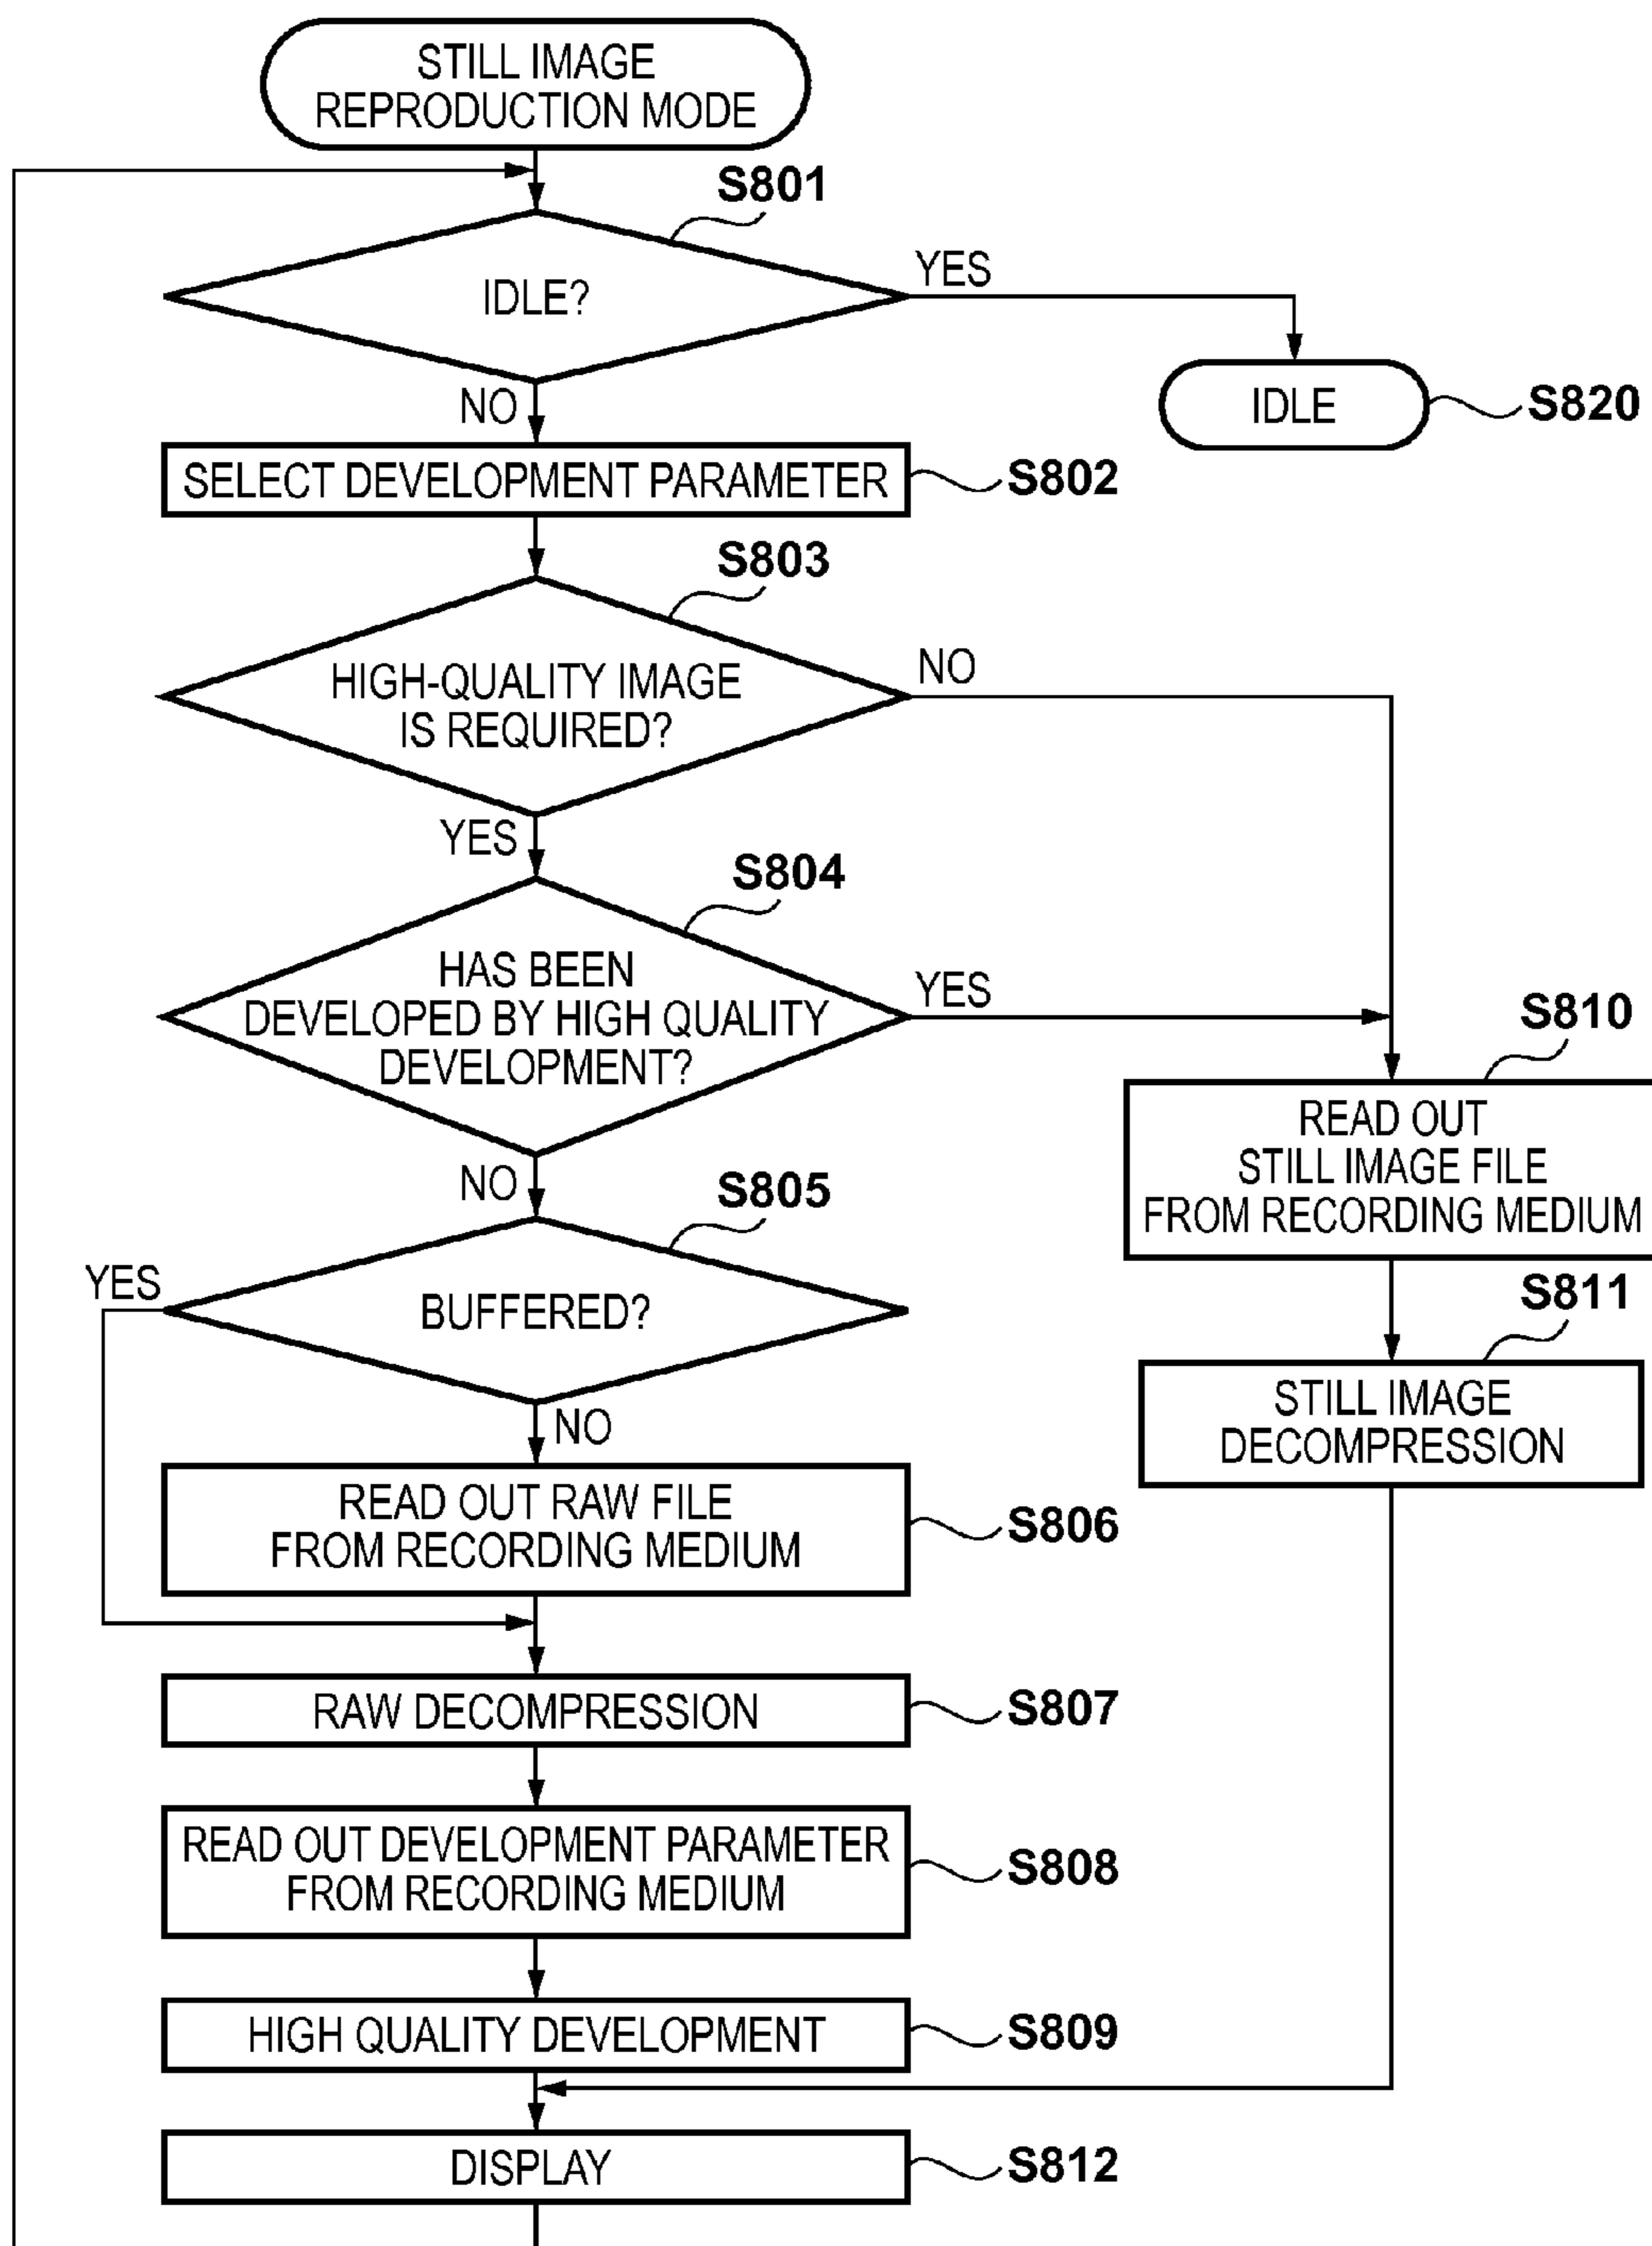 STILL IMAGE
REPRODUCTION MODE
S801
IDLE?
YES
IDLE
S820
NO
SELECT DEVELOPMENT PARAMETER
S802
S803
HIGH-QUALITY IMAGE
IS REQUIRED?
NO
YES
S804
HAS BEEN
DEVELOPED BY HIGH QUALITY
DEVELOPMENT?
YES
S810
READ OUT
STILL IMAGE FILE
FROM RECORDING MEDIUM
NO
S805
YES
BUFFERED?
S811
STILL IMAGE
DECOMPRESSION
NO
READ OUT RAW FILE
FROM RECORDING MEDIUM
S806
RAW DECOMPRESSION
S807
READ OUT DEVELOPMENT PARAMETER
FROM RECORDING MEDIUM
S808
HIGH QUALITY DEVELOPMENT
S809
DISPLAY
S812